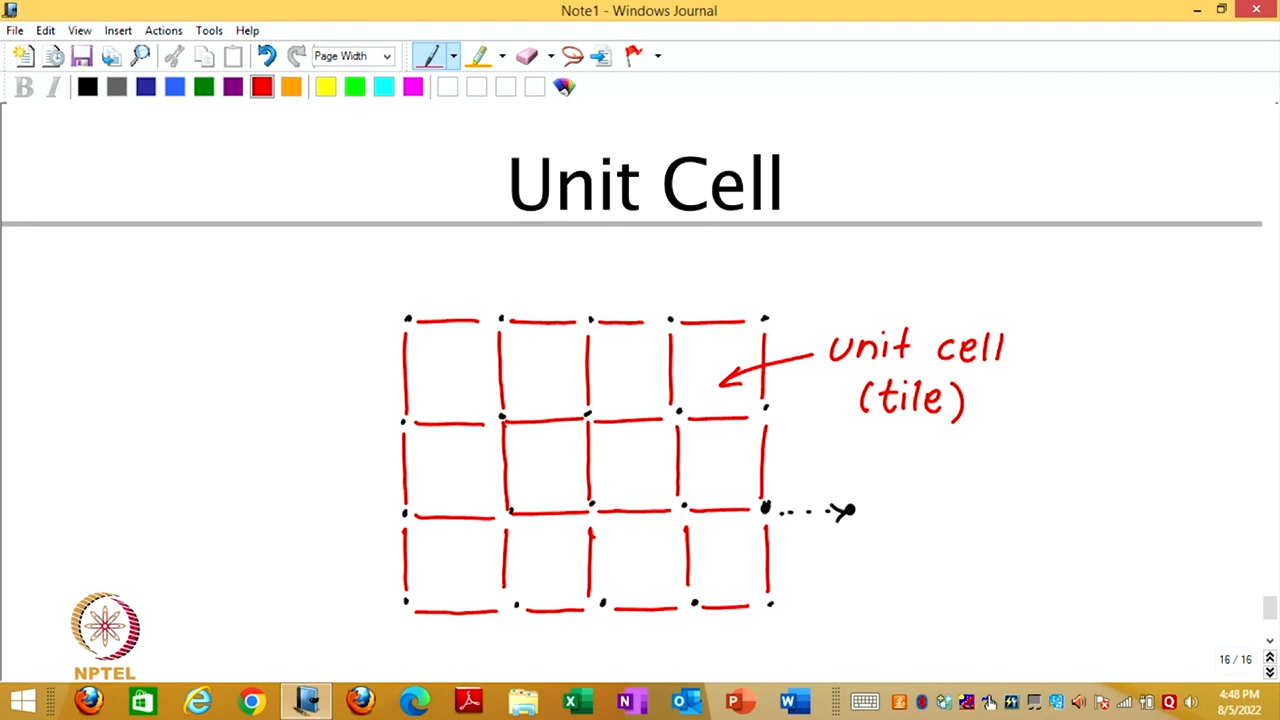 Note1 - Windows Journal
File Edit View Insert Actions Tools Help
Page Width
B I
Unit Cell
unit cell
(tile)
NPTEL
16 / 16
4:48 PM
8/5/2022